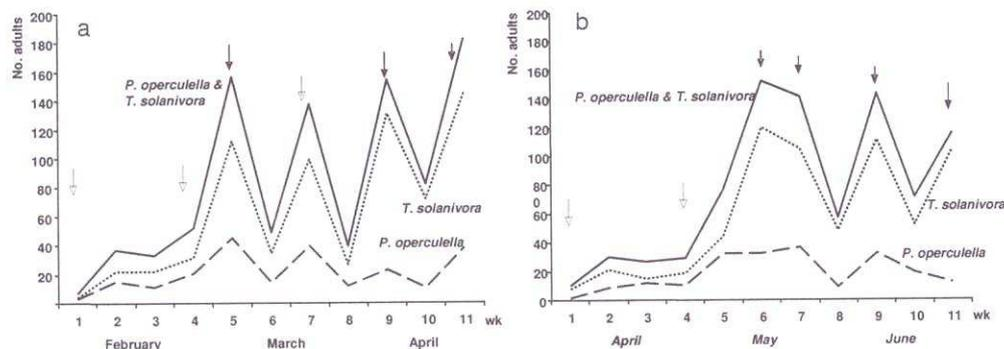 a
No. adults
200
180
160
140
120
100
80
60
40
20
P. operculella &
T. solanivora
T. solanivora
P. operculella
1 2 3 4 5 6 7 8 9 10 11 wk
February March April
b
No. adults
200
180
160
140
120
100
80
0
60
40
20
0
P. operculella & T. solanivora
T. solanivora
P. operculella
1 2 3 4 5 6 7 8 9 10 11 wk
April May June